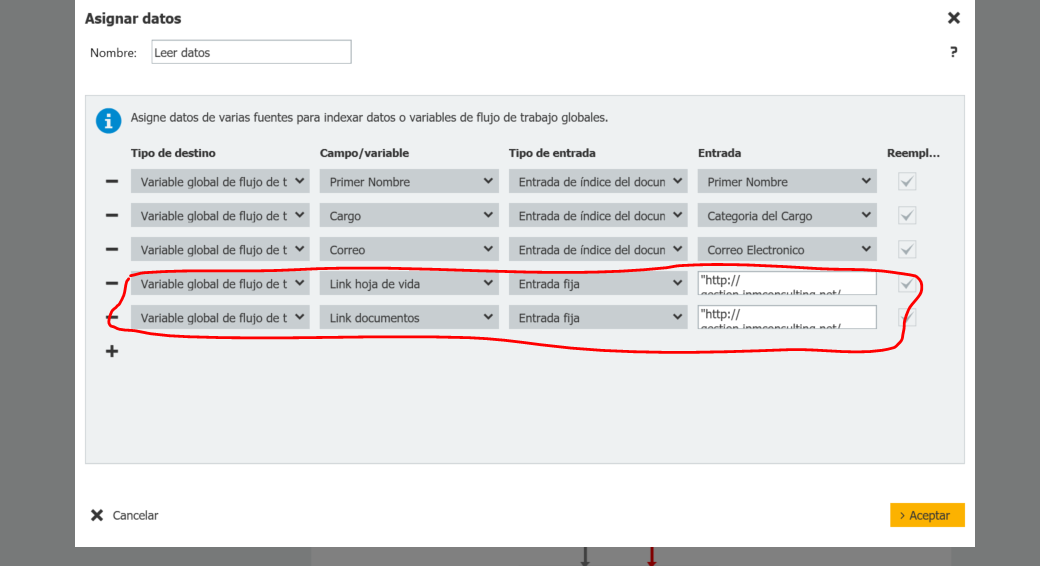 Asignar datos
Nombre: Leer datos ?
Asigne datos de varias fuentes para indexar datos o variables de flujo de trabajo globales.
Tipo de destino Campo/variable Tipo de entrada Entrada Reempl...
Variable global de flujo de t Primer Nombre Entrada de índice del docun Primer Nombre
Variable global de flujo de t Cargo Entrada de índice del docun Categoria del Cargo
Variable global de flujo de t Correo Entrada de índice del docun Correo Electronico
Variable global de flujo de t Link hoja de vida Entrada fija "http://
Variable global de flujo de t Link documentos Entrada fija "http://
Cancelar > Aceptar